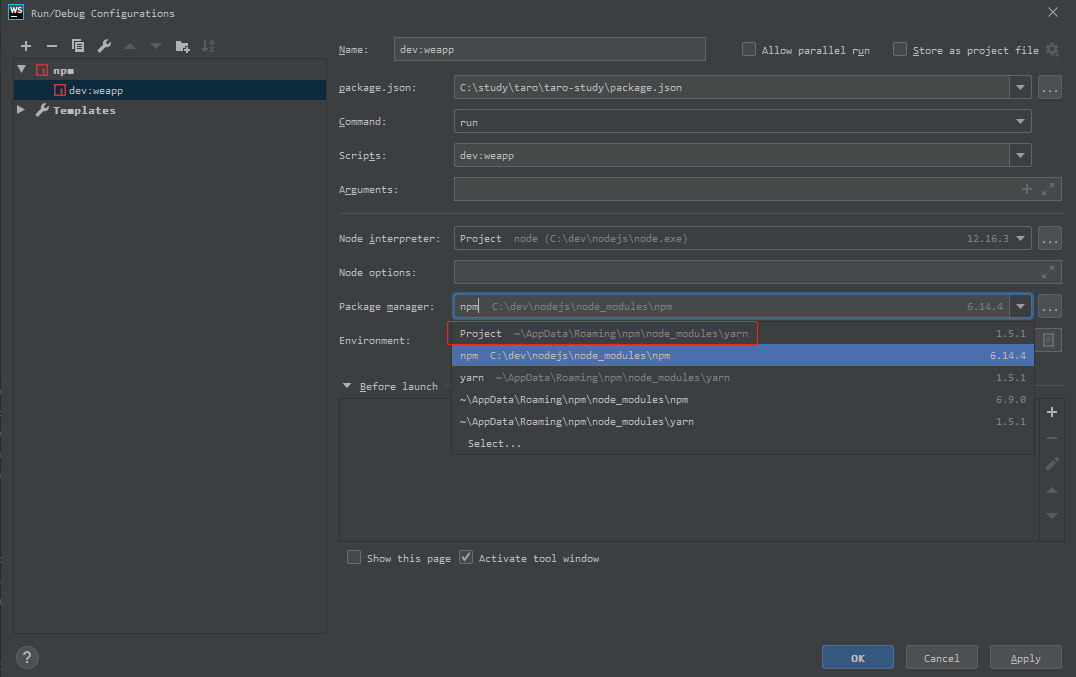 WS Run/Debug Configurations
npm
dev:weapp
Templates
Name: dev:weapp Allow parallel run Store as project file
package.json: C:\study\taro\taro-study\package.json ...
Command: run
Scripts: dev:weapp
Arguments:
Node interpreter: Project node (C:\dev\nodejs\node.exe) 12.16.3 ...
Node options:
Package manager: npm C:\dev\nodejs\node_modules\npm 6.14.4 ...
Environment:
Project ~\AppData\Roaming\npm\node_modules\yarn 1.5.1
npm C:\dev\nodejs\node_modules\npm 6.14.4
yarn ~\AppData\Roaming\npm\node_modules\yarn 1.5.1
~\AppData\Roaming\npm\node_modules\npm 6.9.0
~\AppData\Roaming\npm\node_modules\yarn 1.5.1
Select...
Before launch
Show this page Activate tool window
? OK Cancel Apply